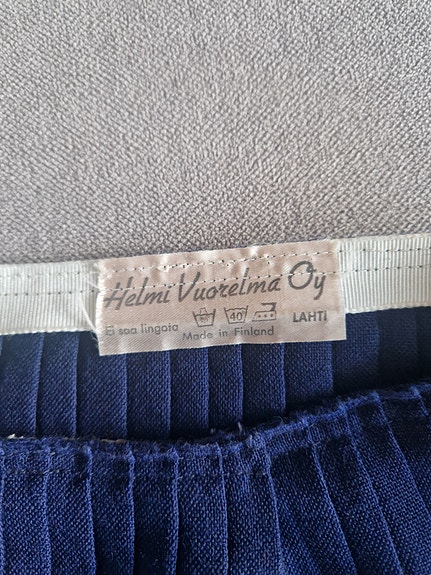 Helmi Vuorelma Oy
Ei saa lingota 40 LAHTI
Made in Finland